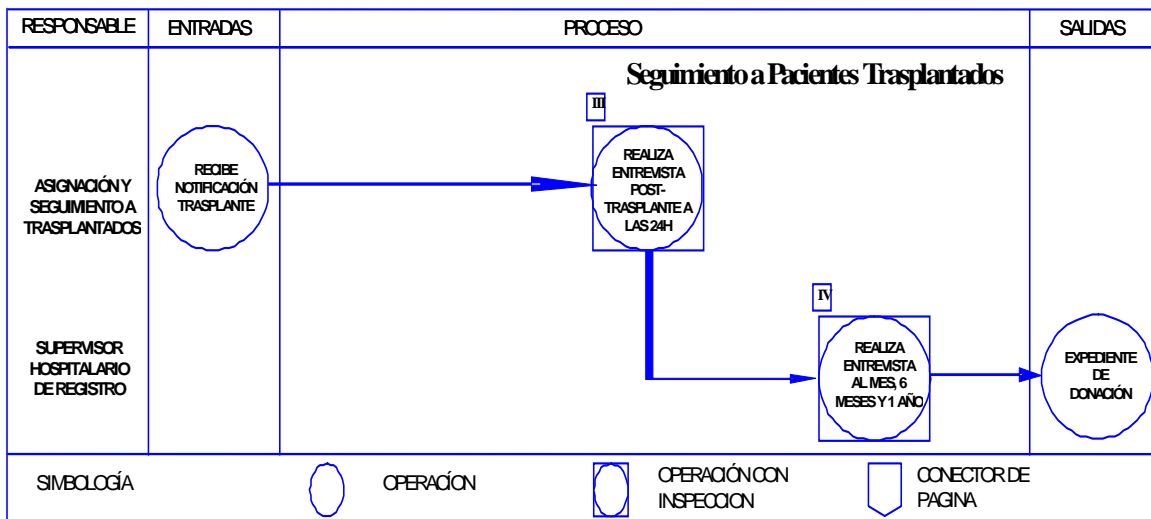 RESPONSABLE
ENTRADAS
PROCESO
SALIDAS
Seguimiento a Pacientes Trasplantados
III
ASIGNACIÓN Y
SEGUIMIENTO A
TRASPLANTADOS
RECIBE
NOTIFICACIÓN
TRASPLANTE
REALIZA
ENTREVISTA
POST-
TRASPLANTE A
LAS 24H
IV
SUPERVISOR
HOSPITALARIO
DE REGISTRO
REALIZA
ENTREVISTA
AL MES, 6
MESES Y 1 AÑO
EXPEDIENTE
DE
DONACIÓN
SIMBOLOGÍA
OPERACÍON
OPERACIÓN CON
INSPECCION
CONECTOR DE
PAGINA